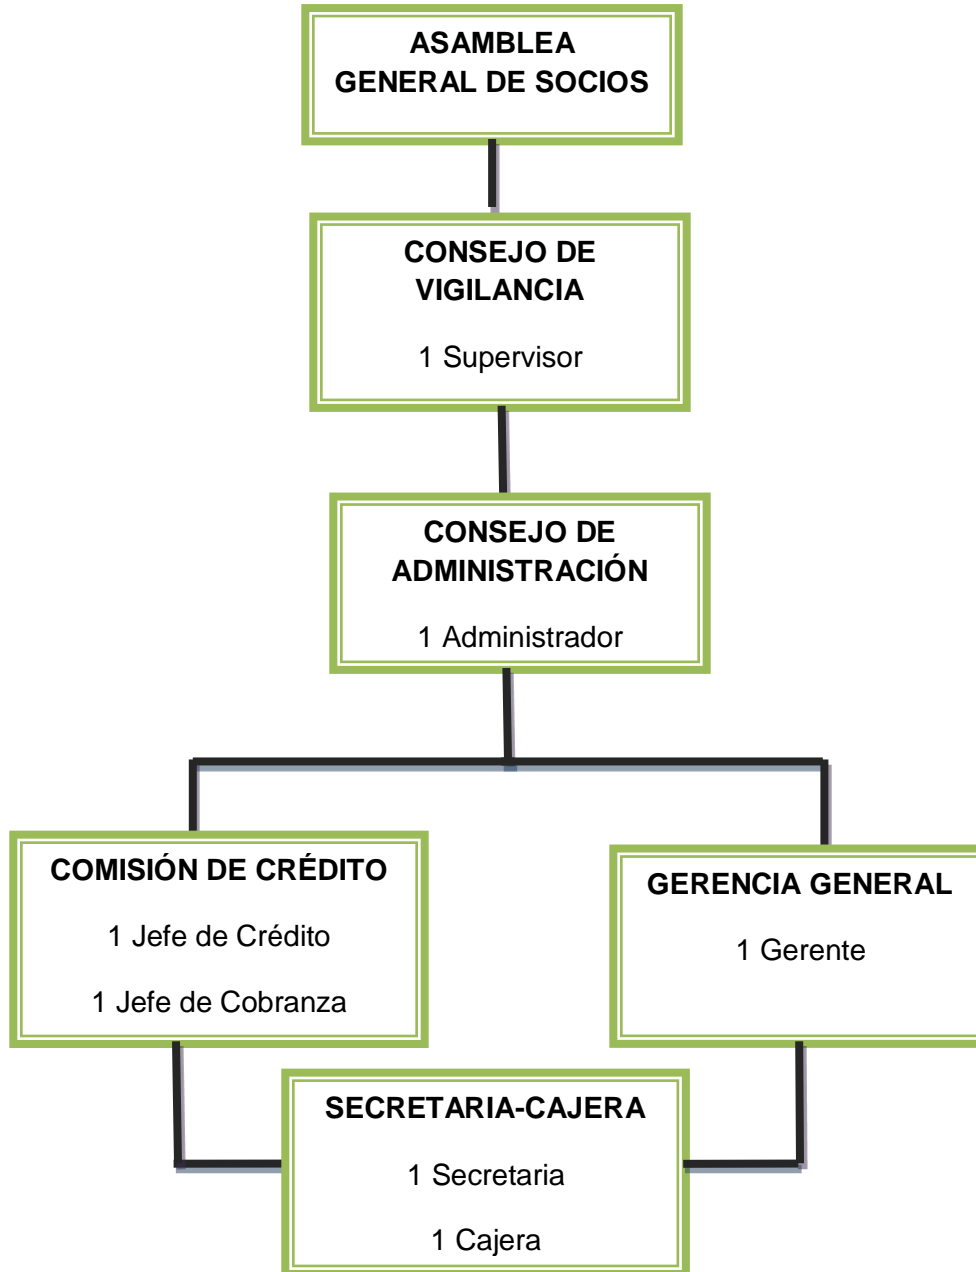 ASAMBLEA
GENERAL DE SOCIOS
CONSEJO DE
VIGILANCIA
1 Supervisor
CONSEJO DE
ADMINISTRACIÓN
1 Administrador
COMISIÓN DE CRÉDITO
1 Jefe de Crédito
1 Jefe de Cobranza
GERENCIA GENERAL
1 Gerente
SECRETARIA-CAJERA
1 Secretaria
1 Cajera